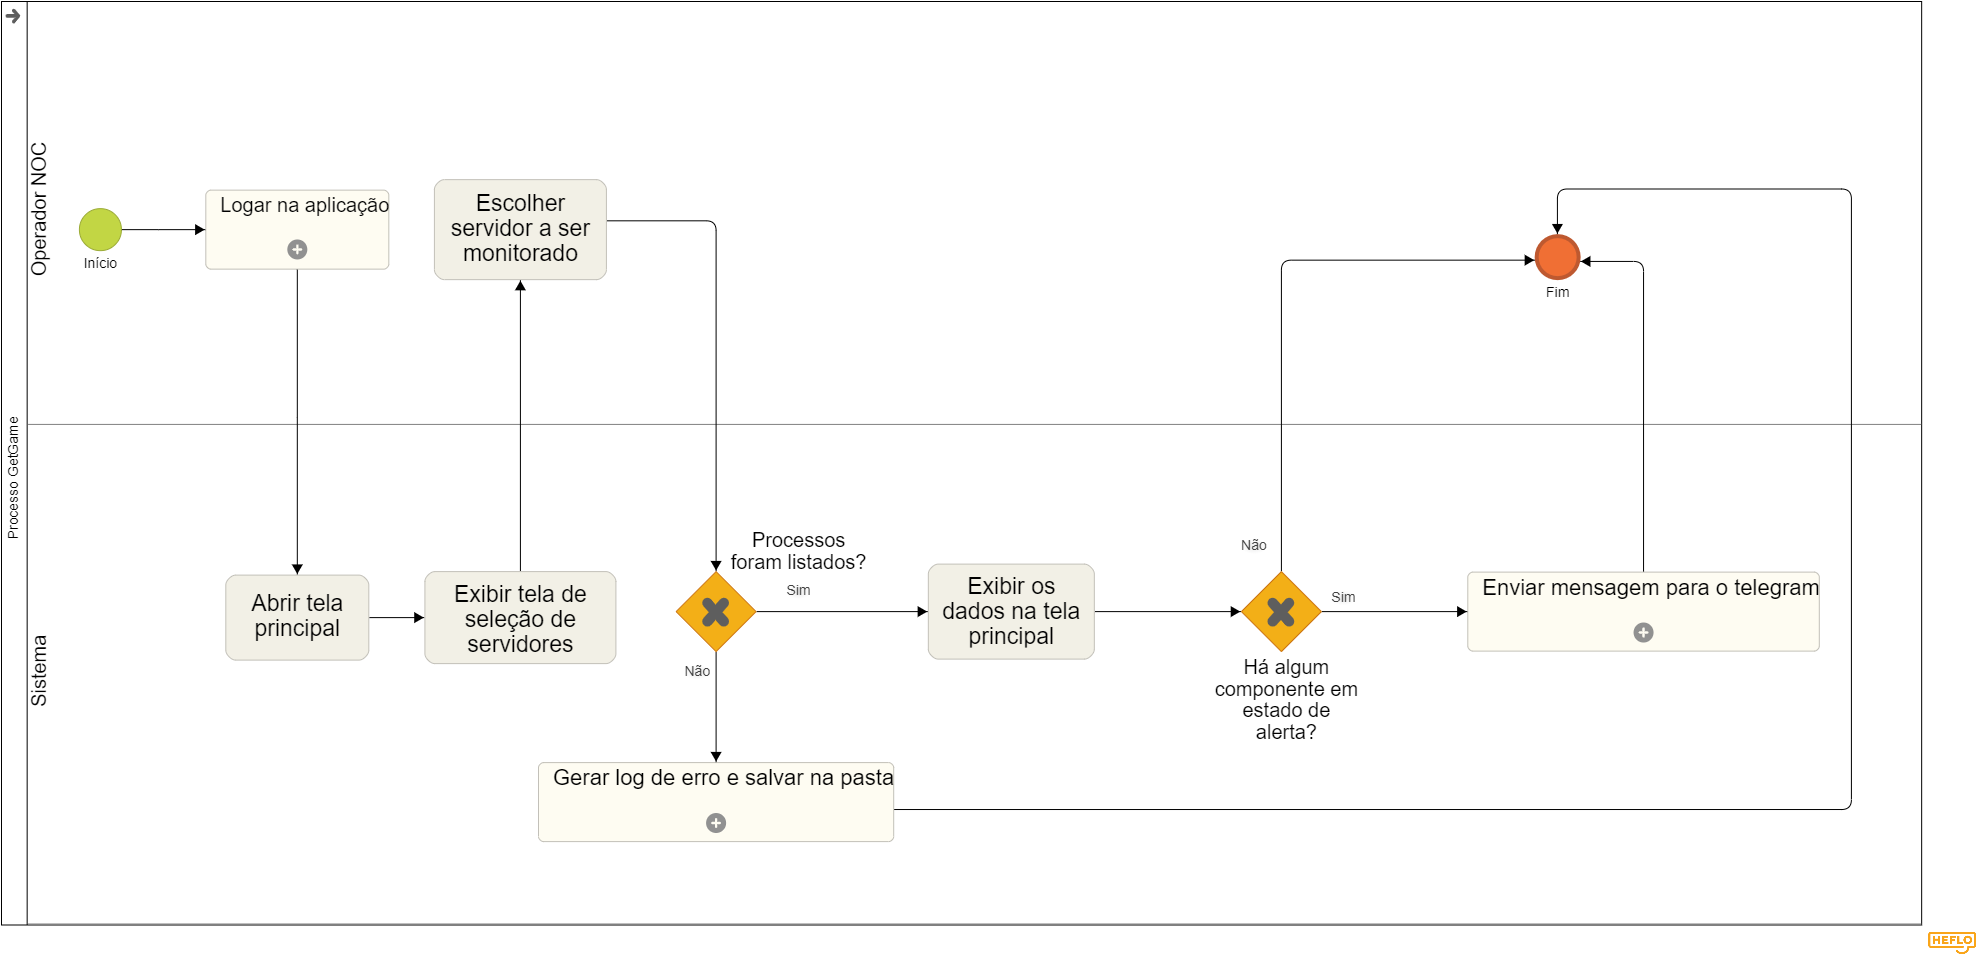 Processo GetGame
Operador NOC
Início
Logar na aplicação
Escolher
servidor a ser
monitorado
Fim
Sistema
Abrir tela
principal
Exibir tela de
seleção de
servidores
Processos
foram listados?
Sim
Não
Exibir os
dados na tela
principal
Não
Sim
Há algum
componente em
estado de
alerta?
Enviar mensagem para o telegram
Gerar log de erro e salvar na pasta
HEFLO